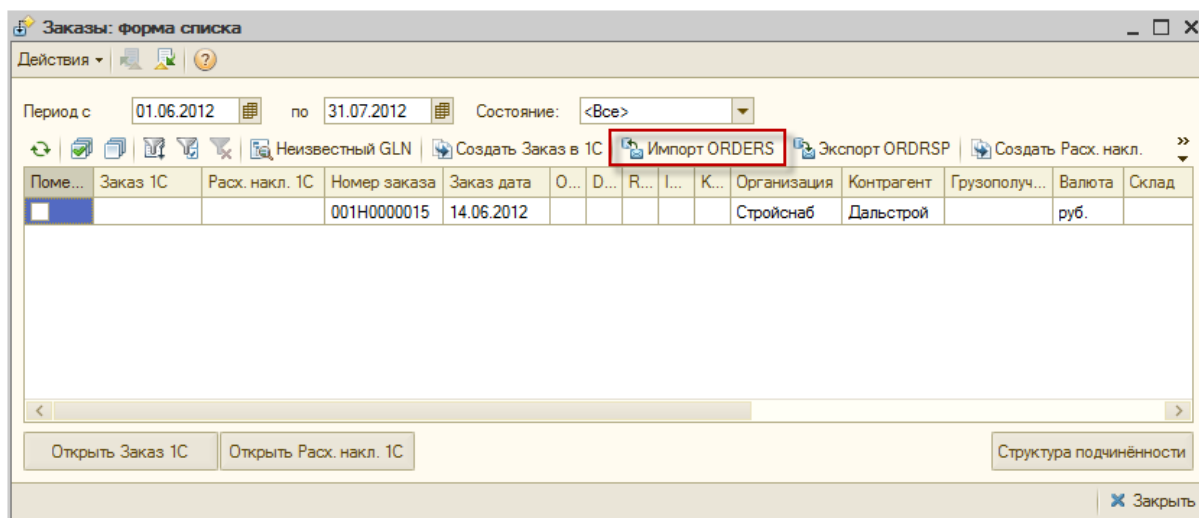 Заказы: форма списка
Действия
Период с 01.06.2012 по 31.07.2012 Состояние: <Все>
Неизвестный GLN Создать Заказ в 1С Импорт ORDERS Экспорт ORDRSP Создать Расх. накл.
Поме... Заказ 1С Расх. накл. 1С Номер заказа Заказ дата O... D... R... I... К... Организация Контрагент Грузополуч... Валюта Склад
001Н0000015 14.06.2012 Стройснаб Дальстрой руб.
Открыть Заказ 1С Открыть Расх. накл. 1С Структура подчинённости
Закрыть